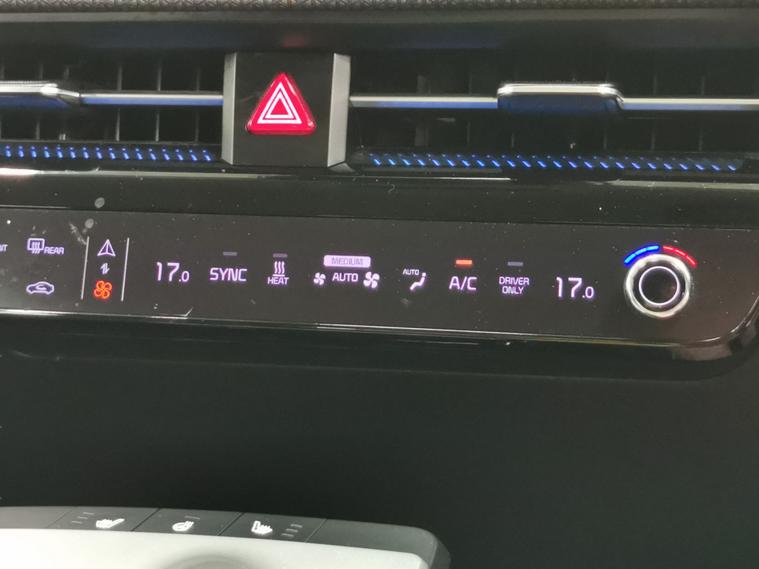 REAR
17.0
SYNC
HEAT
MEDIUM
AUTO
AUTO
A/C
DRIVER
ONLY
17.0